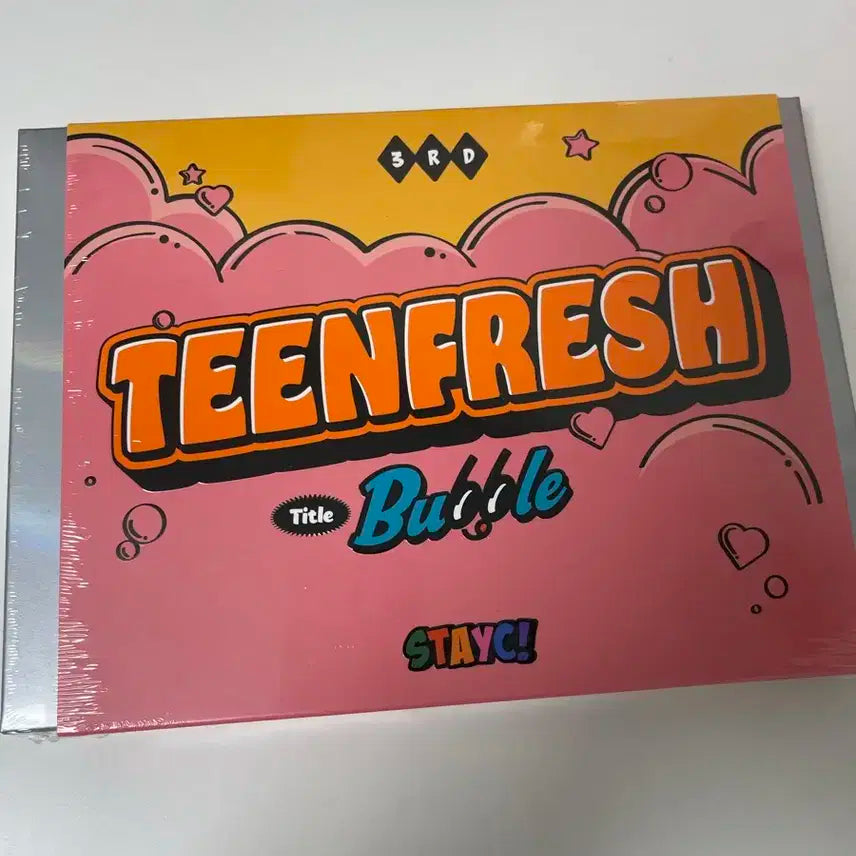 3RD
TEENFRESH
Title Bubble
STAYC!